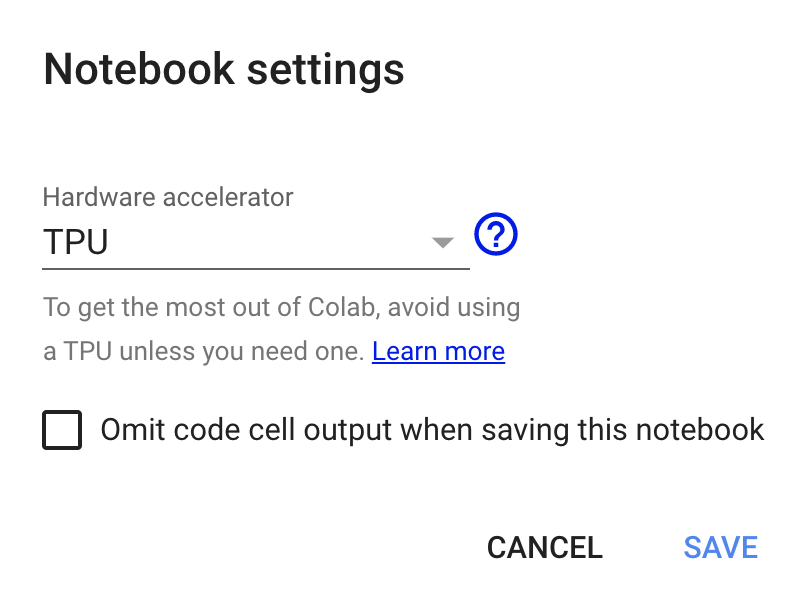 Notebook settings
Hardware accelerator
TPU
?
To get the most out of Colab, avoid using
a TPU unless you need one. Learn more
Omit code cell output when saving this notebook
CANCEL SAVE